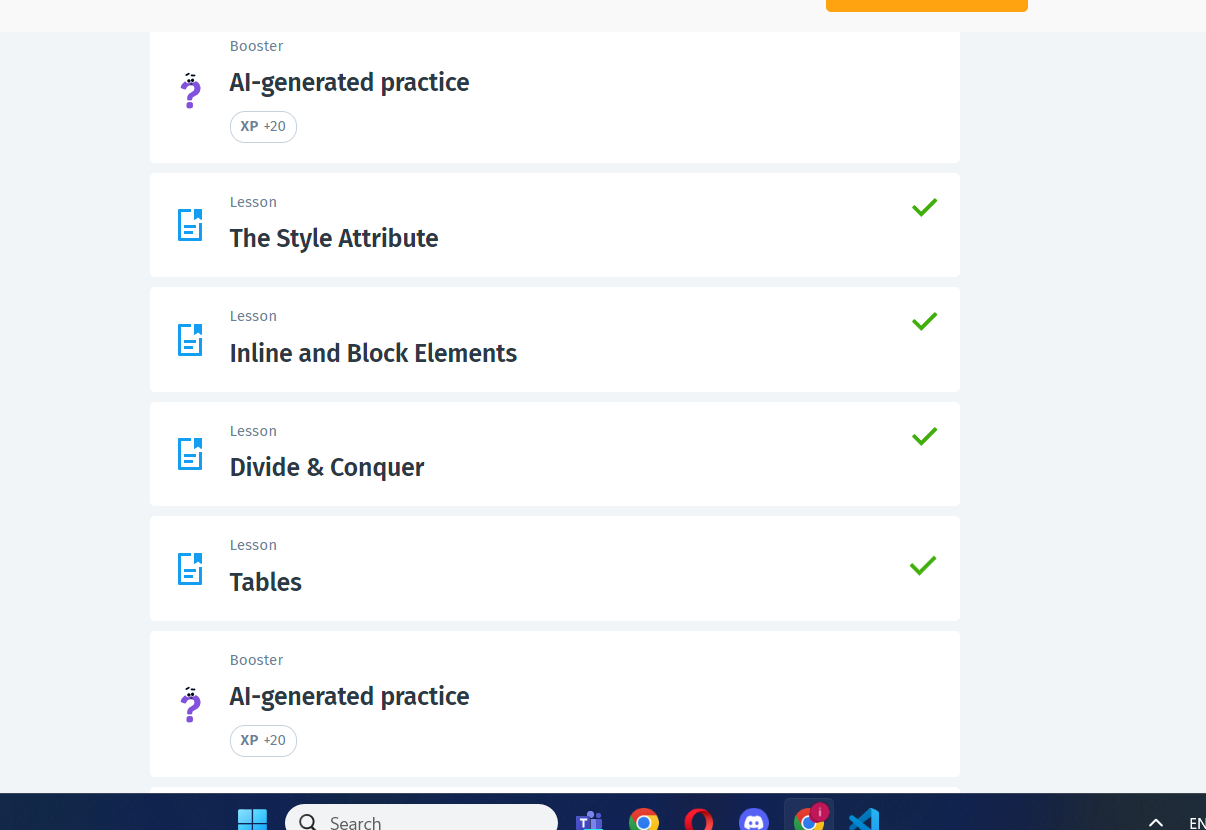 Booster
AI-generated practice
XP +20
Lesson
The Style Attribute
Lesson
Inline and Block Elements
Lesson
Divide & Conquer
Lesson
Tables
Booster
AI-generated practice
XP +20
Search
EN